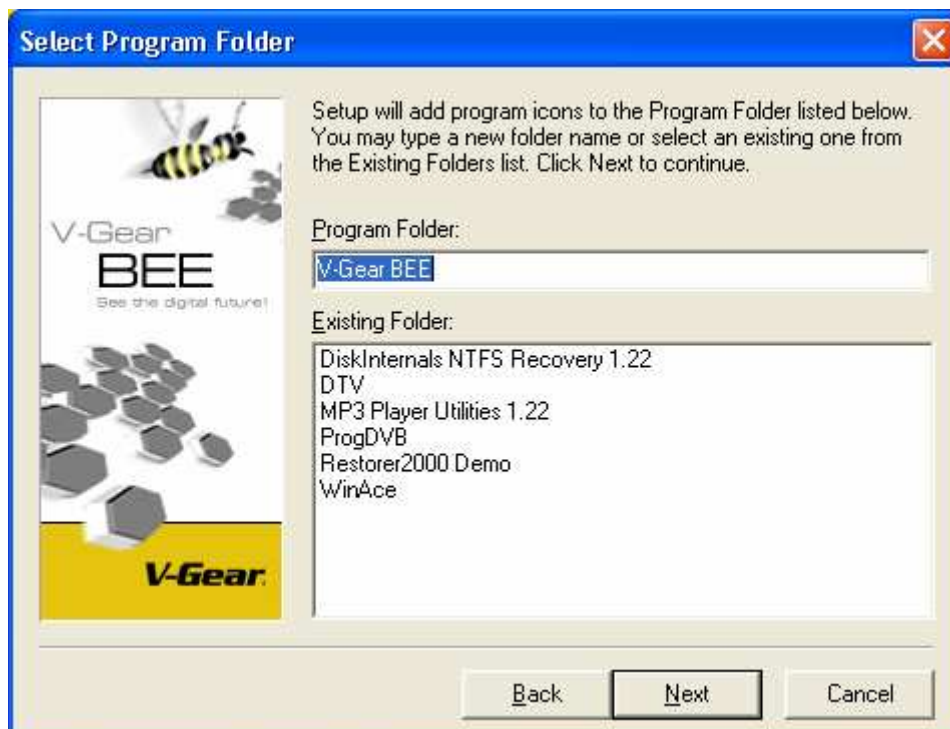 Select Program Folder
V-Gear
BEE
See the digital future!
V-Gear.
Setup will add program icons to the Program Folder listed below.
You may type a new folder name or select an existing one from
the Existing Folders list. Click Next to continue.
Program Folder:
V-Gear BEE
Existing Folder:
DiskInternals NTFS Recovery 1.22
DTV
MP3 Player Utilities 1.22
ProgDVB
Restorer2000 Demo
WinAce
Back
Next
Cancel